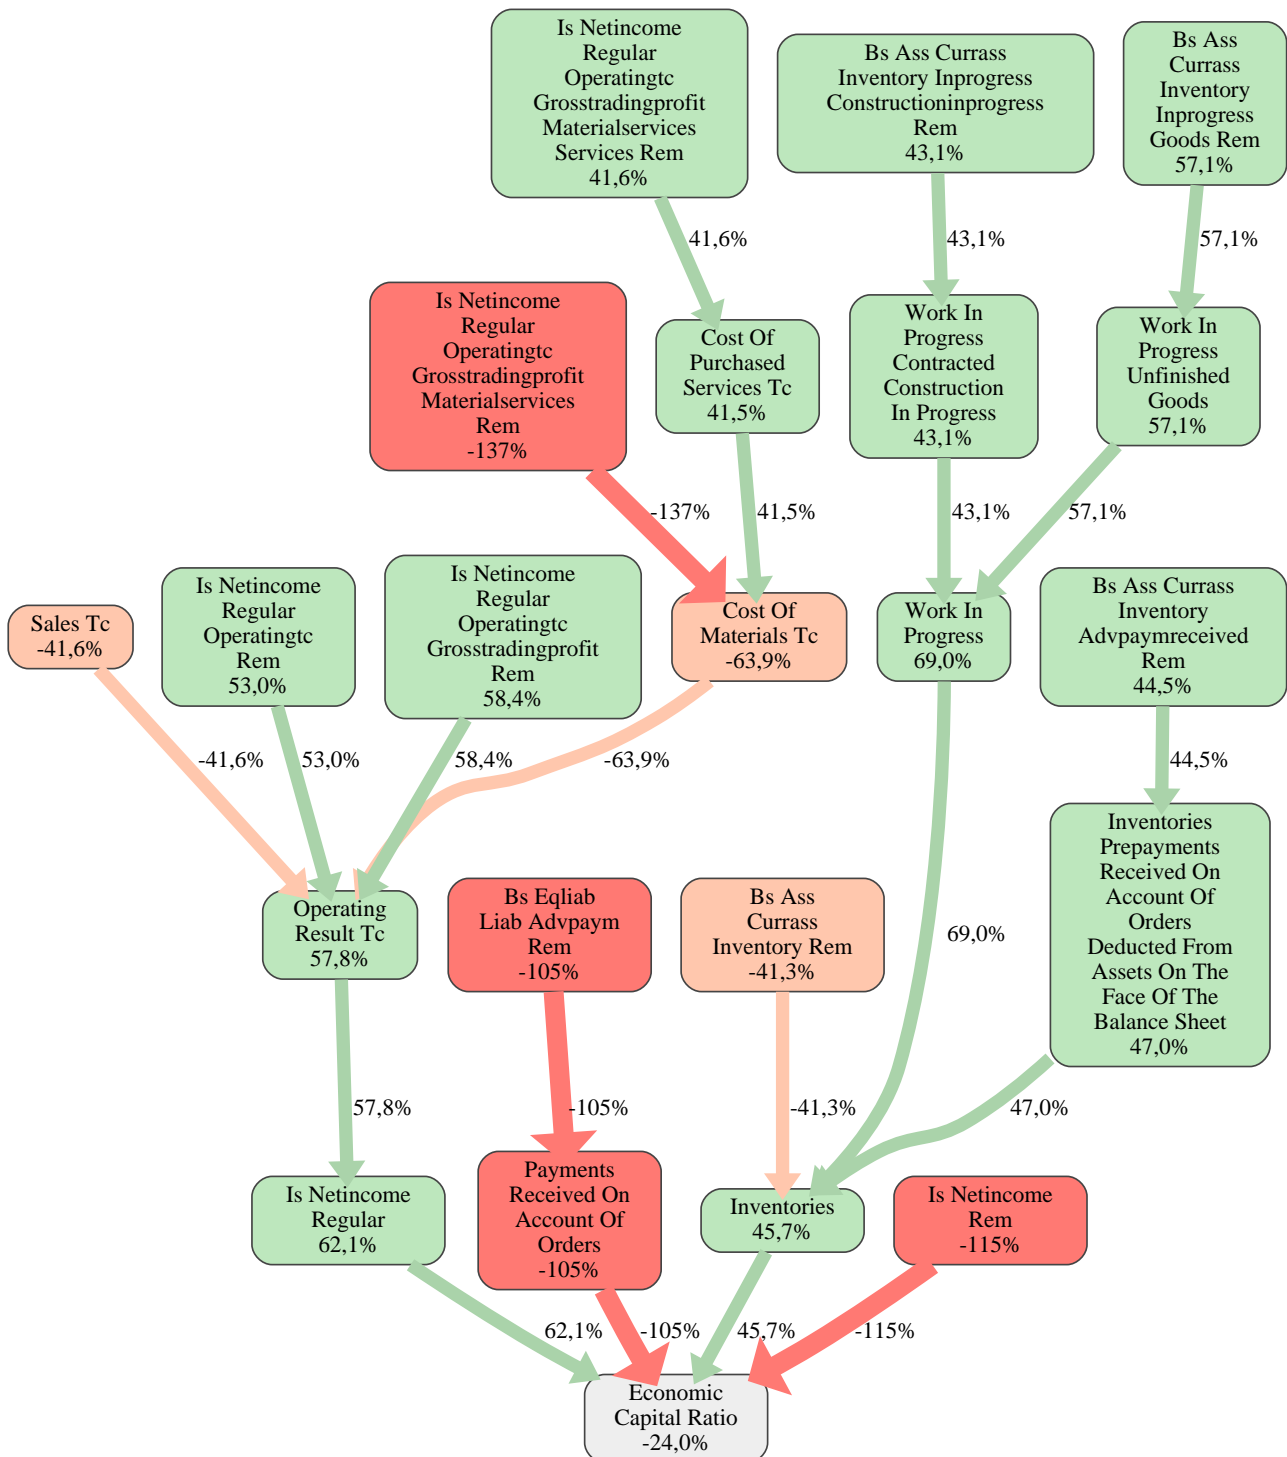 Is Netincome
Regular
Operatingtc
Grosstradingprofit
Materialservices
Services Rem
41,6%
Bs Ass Currass
Inventory Inprogress
Constructioninprogress
Rem
43,1%
Bs Ass
Currass
Inventory
Inprogress
Goods Rem
57,1%
41,6%
43,1%
57,1%
Is Netincome
Regular
Operatingtc
Grosstradingprofit
Materialservices
Rem
-137%
Cost Of
Purchased
Services Tc
41,5%
Work In
Progress
Contracted
Construction
In Progress
43,1%
Work In
Progress
Unfinished
Goods
57,1%
-137%
41,5%
43,1%
57,1%
Sales Tc
-41,6%
Is Netincome
Regular
Operatingtc
Rem
53,0%
Is Netincome
Regular
Operatingtc
Grosstradingprofit
Rem
58,4%
Cost Of
Materials Tc
-63,9%
Work In
Progress
69,0%
Bs Ass Currass
Inventory
Advpaymreceived
Rem
44,5%
-41,6%
53,0%
58,4%
-63,9%
44,5%
Operating
Result Tc
57,8%
Bs Eqliab
Liab Advpaym
Rem
-105%
Bs Ass
Currass
Inventory Rem
-41,3%
69,0%
Inventories
Prepayments
Received On
Account Of
Orders
Deducted From
Assets On The
Face Of The
Balance Sheet
47,0%
57,8%
-105%
-41,3%
47,0%
Is Netincome
Regular
62,1%
Payments
Received On
Account Of
Orders
-105%
Inventories
45,7%
Is Netincome
Rem
-115%
62,1%
-105%
45,7%
-115%
Economic
Capital Ratio
-24,0%